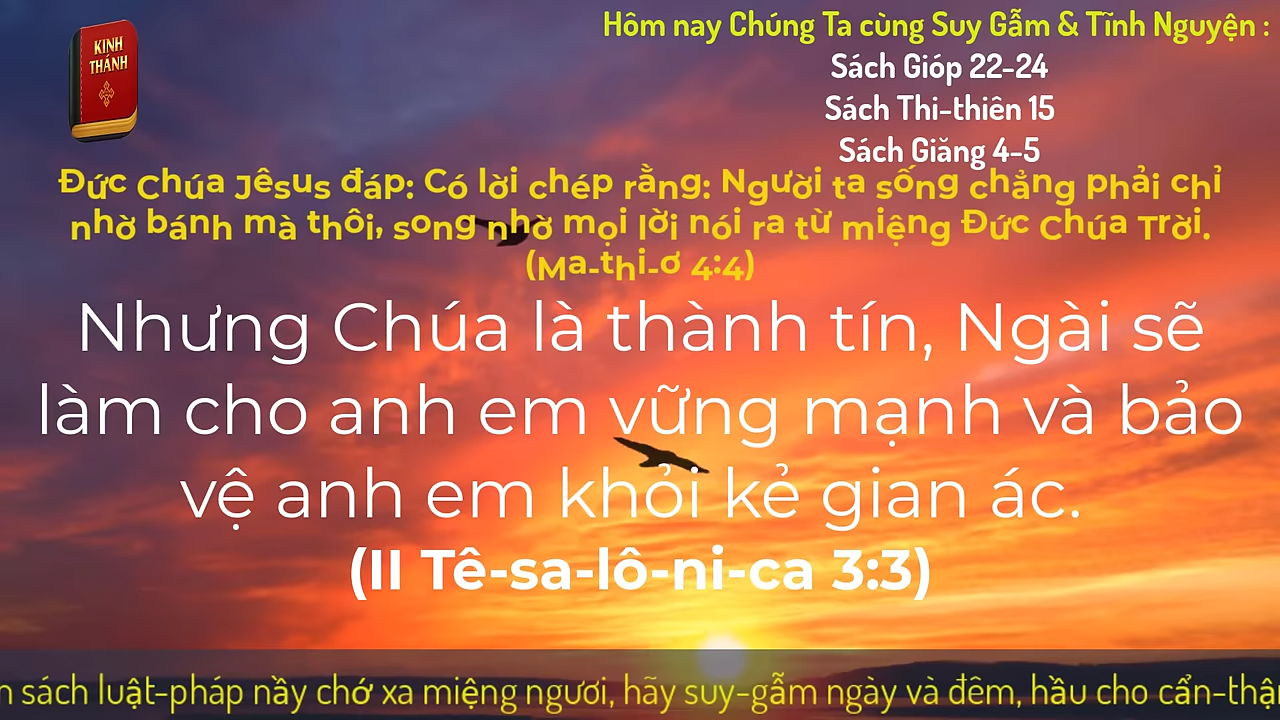 KINH
THÁNH
Hôm nay Chúng Ta cùng Suy Gẫm & Tĩnh Nguyện :
Sách Gióp 22-24
Sách Thi-thiên 15
Sách Giăng 4-5
Đức Chúa Jêsus đáp: Có lời chép rằng: Người ta sống chẳng phải chỉ
nhờ bánh mà thôi, song nhờ mọi lời nói ra từ miệng Đức Chúa Trời.
(Ma-thi-ơ 4:4)
Nhưng Chúa là thành tín, Ngài sẽ
làm cho anh em vững mạnh và bảo
vệ anh em khỏi kẻ gian ác.
(II Tê-sa-lô-ni-ca 3:3)
sách luật-pháp nầy chớ xa miệng ngươi, hãy suy-gẫm ngày và đêm, hầu cho cẩn-thậ